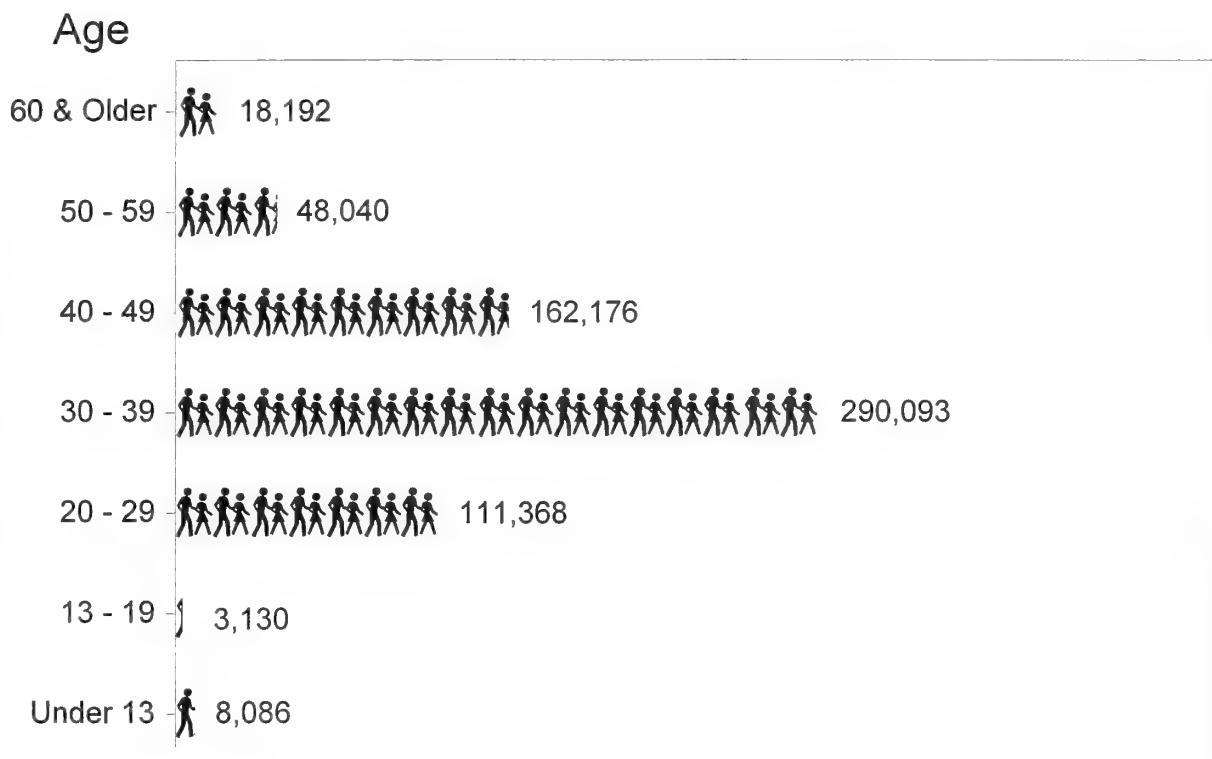 Age
60 & Older 18,192
50 - 59 48,040
40 - 49 162,176
30 - 39 290,093
20 - 29 111,368
13 - 19 3,130
Under 13 8,086